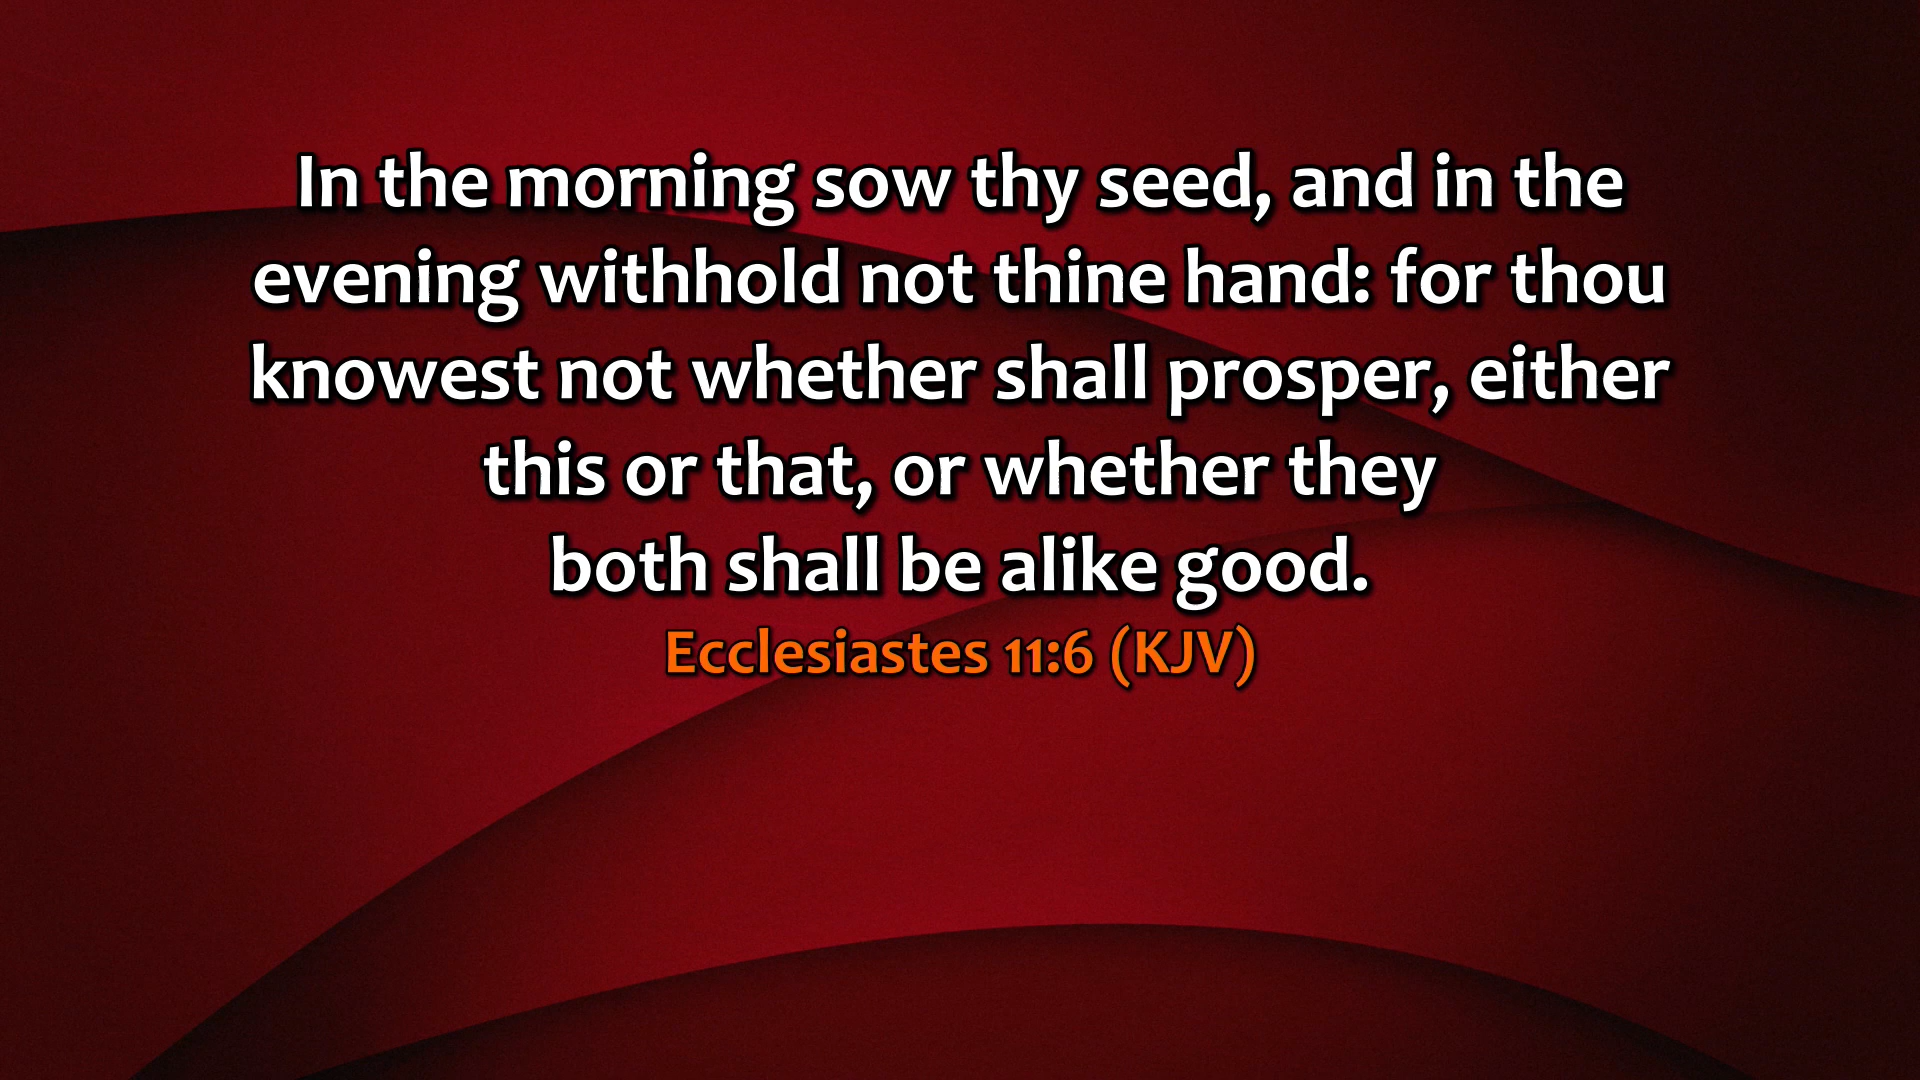 In the morning sow thy seed, and in the
evening withhold not thine hand: for thou
knowest not whether shall prosper, either
this or that, or whether they
both shall be alike good.
Ecclesiastes 11:6 (KJV)